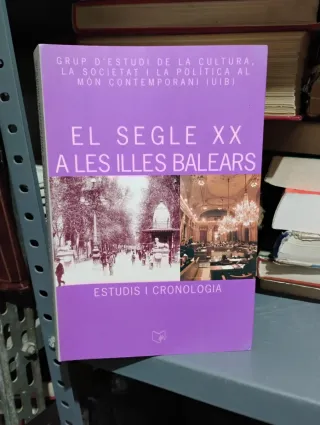 GRUP D'ESTUDI DE LA CULTURA,
LA SOCIETAT I LA POLÍTICA AL
MÓN CONTEMPORANI (UIB)
EL SEGLE XX
A LES ILLES BALEARS
ESTUDIS I CRONOLOGIA